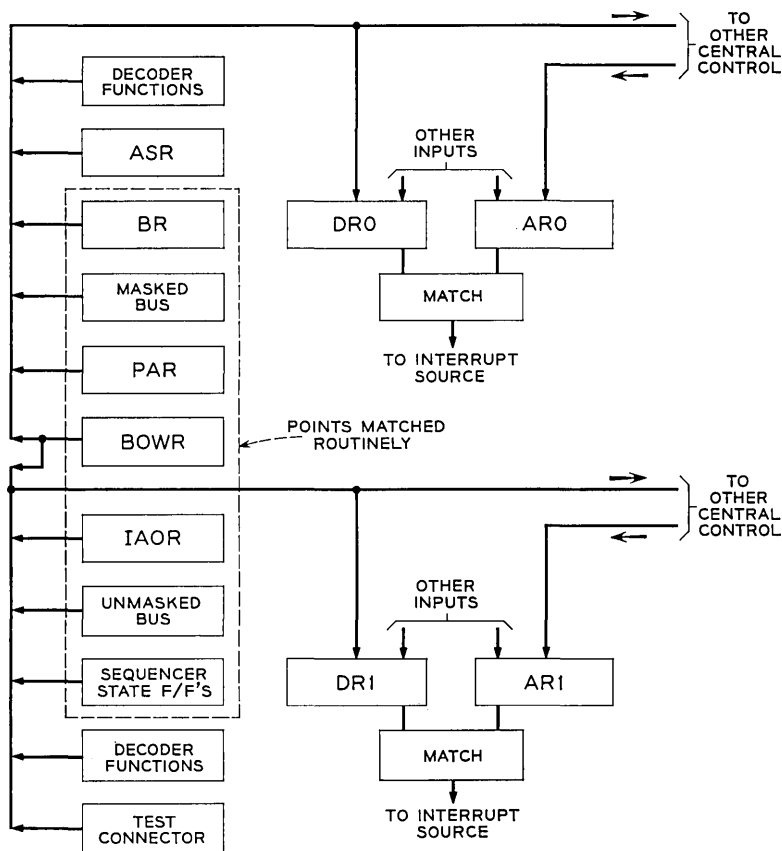 TO
OTHER
CENTRAL
CONTROL
DECODER
FUNCTIONS
ASR
OTHER
INPUTS
BR
DR0
AR0
MASKED
BUS
MATCH
PAR
TO INTERRUPT
SOURCE
BOWR
POINTS MATCHED
ROUTINELY
TO
OTHER
CENTRAL
CONTROL
IAOR
UNMASKED
BUS
OTHER
INPUTS
SEQUENCER
STATE F/F'S
DR1
AR1
DECODER
FUNCTIONS
MATCH
TEST
CONNECTOR
TO INTERRUPT
SOURCE